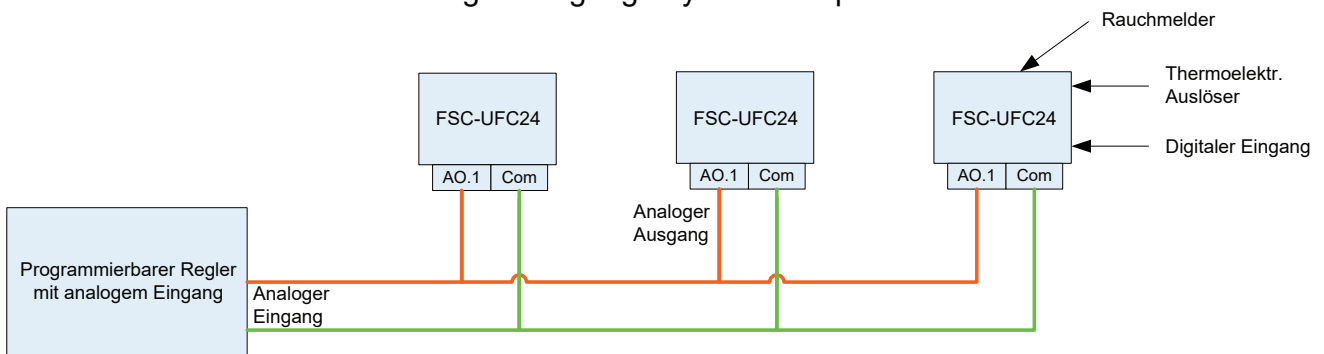 Rauchmelder
Thermoelektr.
Auslöser
Digitaler Eingang
FSC-UFC24
FSC-UFC24
FSC-UFC24
AO.1 Com
AO.1 Com
AO.1 Com
Analoger
Ausgang
Programmierbarer Regler
mit analogem Eingang
Analoger
Eingang